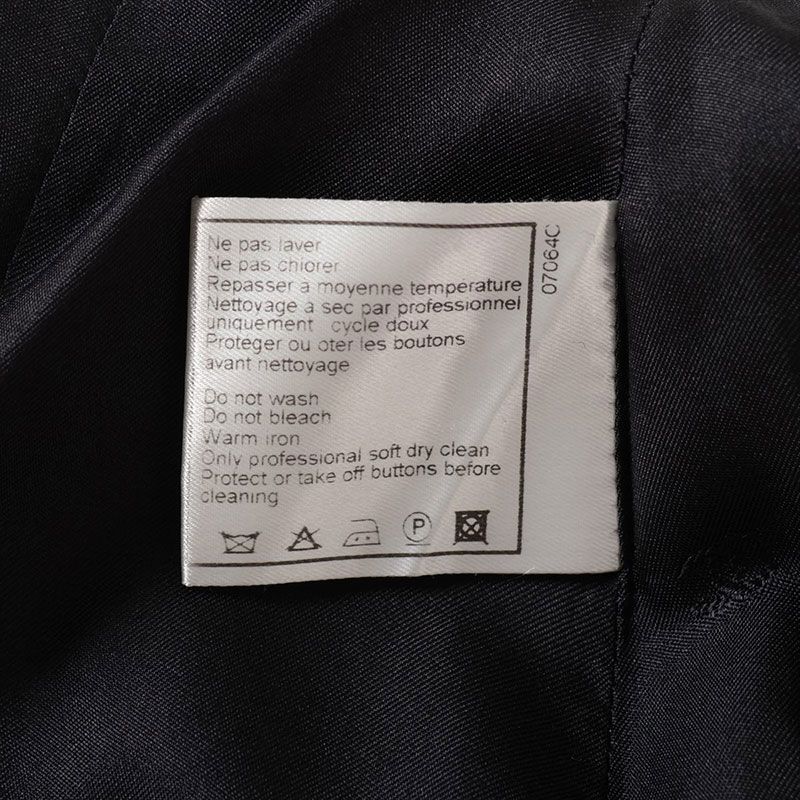 Ne pas laver
Ne pas chlorer
Repasser à moyenne température
Nettoyage à sec par professionnel
uniquement cycle doux
Proteger ou oter les boutons
avant nettoyage
Do not wash
Do not bleach
Warm iron
Only professional soft dry clean
Protect or take off buttons before
cleaning
P
07064C